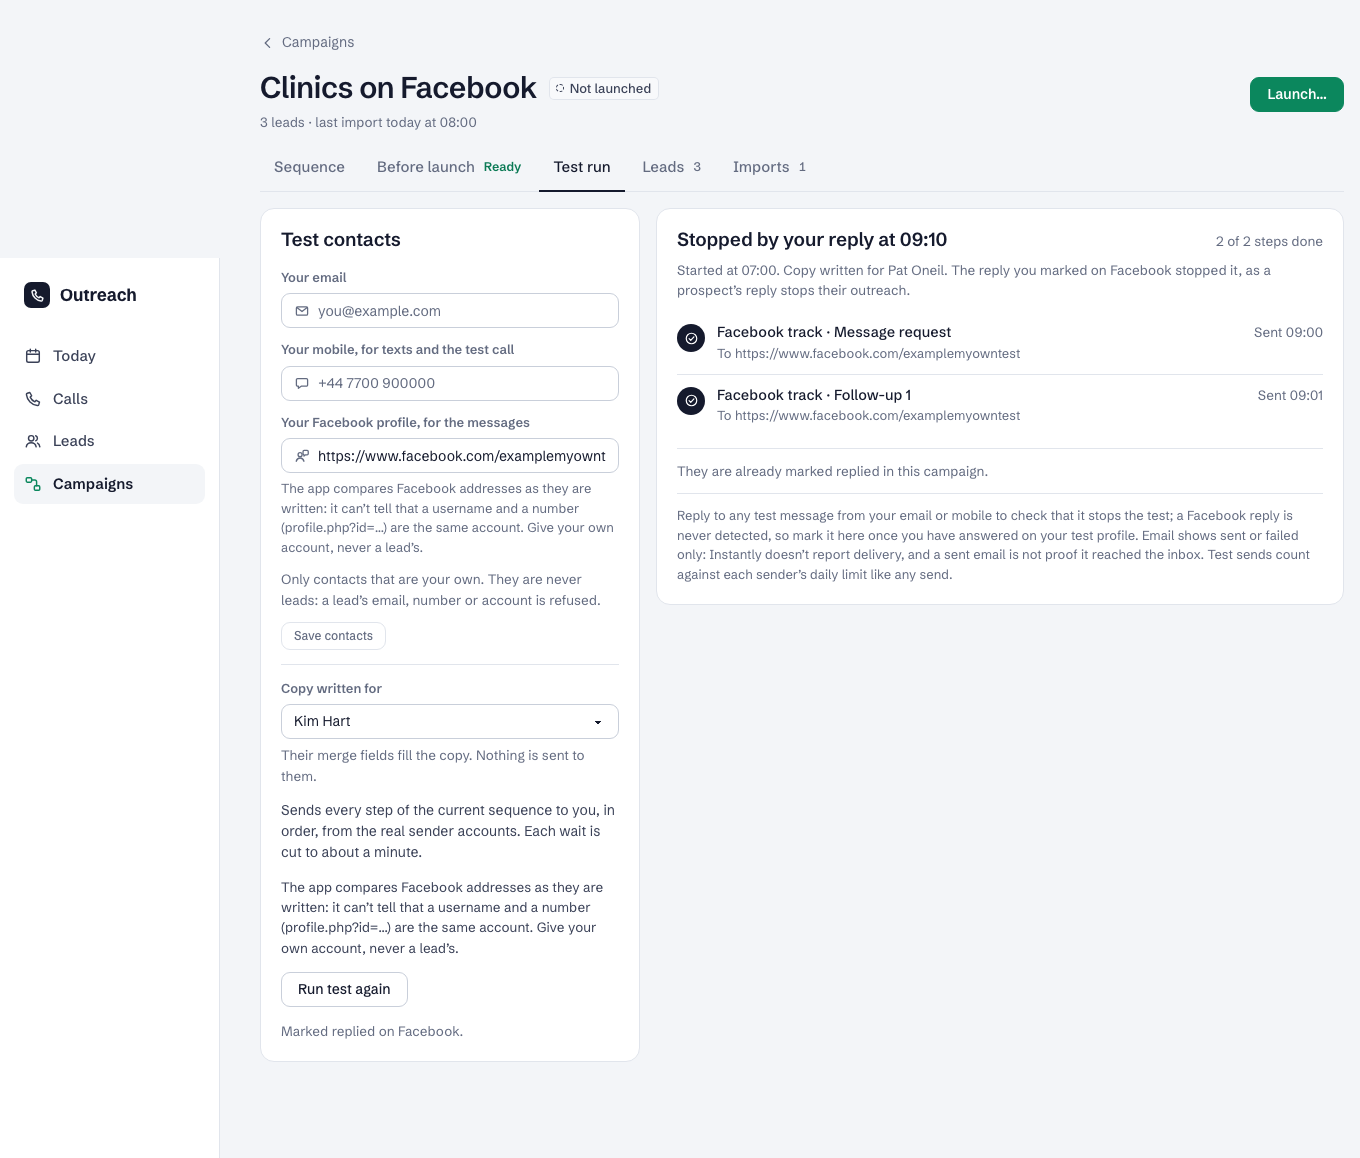 Campaigns
Clinics on Facebook
Not launched
Launch...
3 leads · last import today at 08:00
Sequence
Before launch Ready
Test run
Leads 3
Imports 1
Outreach
Today
Calls
Leads
Campaigns
Test contacts
Your email
you@example.com
Your mobile, for texts and the test call
+44 7700 900000
Your Facebook profile, for the messages
https://www.facebook.com/examplemyownt
The app compares Facebook addresses as they are
written: it can't tell that a username and a number
(profile.php?id=...) are the same account. Give your own
account, never a lead's.
Only contacts that are your own. They are never
leads: a lead's email, number or account is refused.
Save contacts
Copy written for
Kim Hart
Their merge fields fill the copy. Nothing is sent to
them.
Sends every step of the current sequence to you, in
order, from the real sender accounts. Each wait is
cut to about a minute.
The app compares Facebook addresses as they are
written: it can't tell that a username and a number
(profile.php?id=...) are the same account. Give your
own account, never a lead's.
Run test again
Marked replied on Facebook.
Stopped by your reply at 09:10
2 of 2 steps done
Started at 07:00. Copy written for Pat Oneil. The reply you marked on Facebook stopped it, as a
prospect's reply stops their outreach.
Facebook track · Message request
Sent 09:00
To https://www.facebook.com/examplemyowntest
Facebook track · Follow-up 1
Sent 09:01
To https://www.facebook.com/examplemyowntest
They are already marked replied in this campaign.
Reply to any test message from your email or mobile to check that it stops the test; a Facebook reply is
never detected, so mark it here once you have answered on your test profile. Email shows sent or failed
only: Instantly doesn't report delivery, and a sent email is not proof it reached the inbox. Test sends count
against each sender's daily limit like any send.